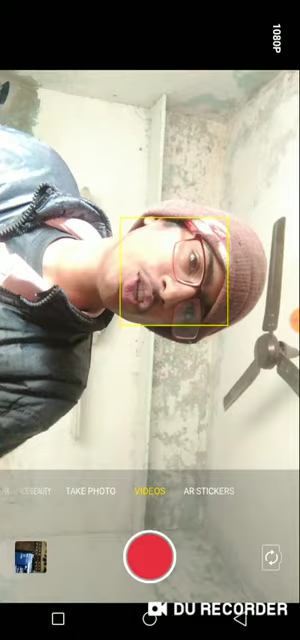 1080P
TAKE PHOTO
VIDEOS
AR STICKERS
DU RECORDER